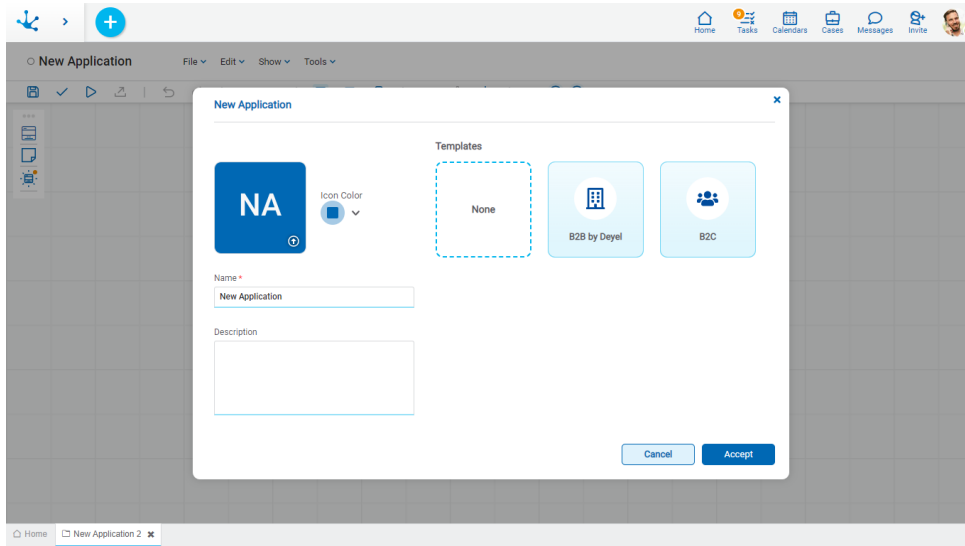 Home
9
Tasks
Calendars
Cases
Messages
Invite
New Application
File
Edit
Show
Tools
New Application
Templates
NA
Icon Color
None
B2B by Deyel
B2C
Name *
New Application
Description
Cancel
Accept
Home
New Application 2